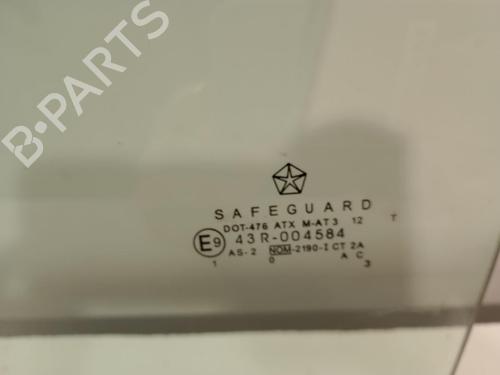 B-PARTS
SAFEGUARD
DOT-476 ATX M-AT3 12 T
E9 43R-004584
AS-2 NOM-2190-I CT 2A
1 0 A C 3